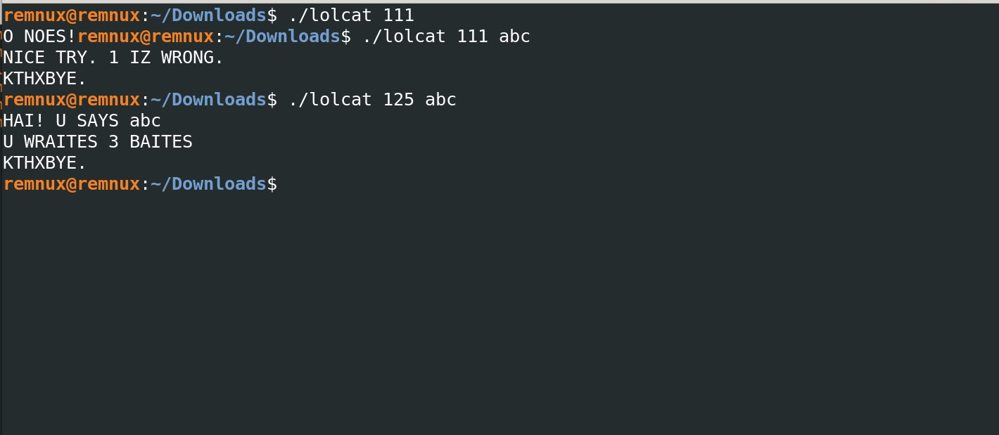 remnux@remnux:~/Downloads$ ./lolcat 111
O NOES!remnux@remnux:~/Downloads$ ./lolcat 111 abc
NICE TRY. 1 IZ WRONG.
KTHXBYE.
remnux@remnux:~/Downloads$ ./lolcat 125 abc
HAI! U SAYS abc
U WRAITES 3 BAITES
KTHXBYE.
remnux@remnux:~/Downloads$